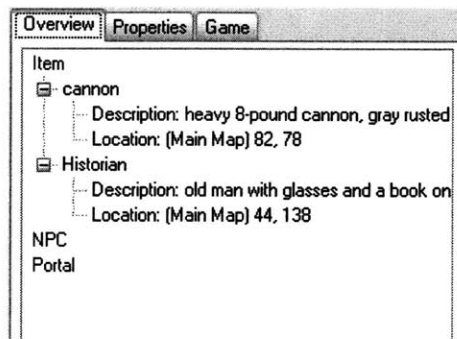 Overview Properties Game
Item
cannon
Description: heavy 8-pound cannon, gray rusted
Location: (Main Map) 82, 78
Historian
Description: old man with glasses and a book on
Location: (Main Map) 44, 138
NPC
Portal